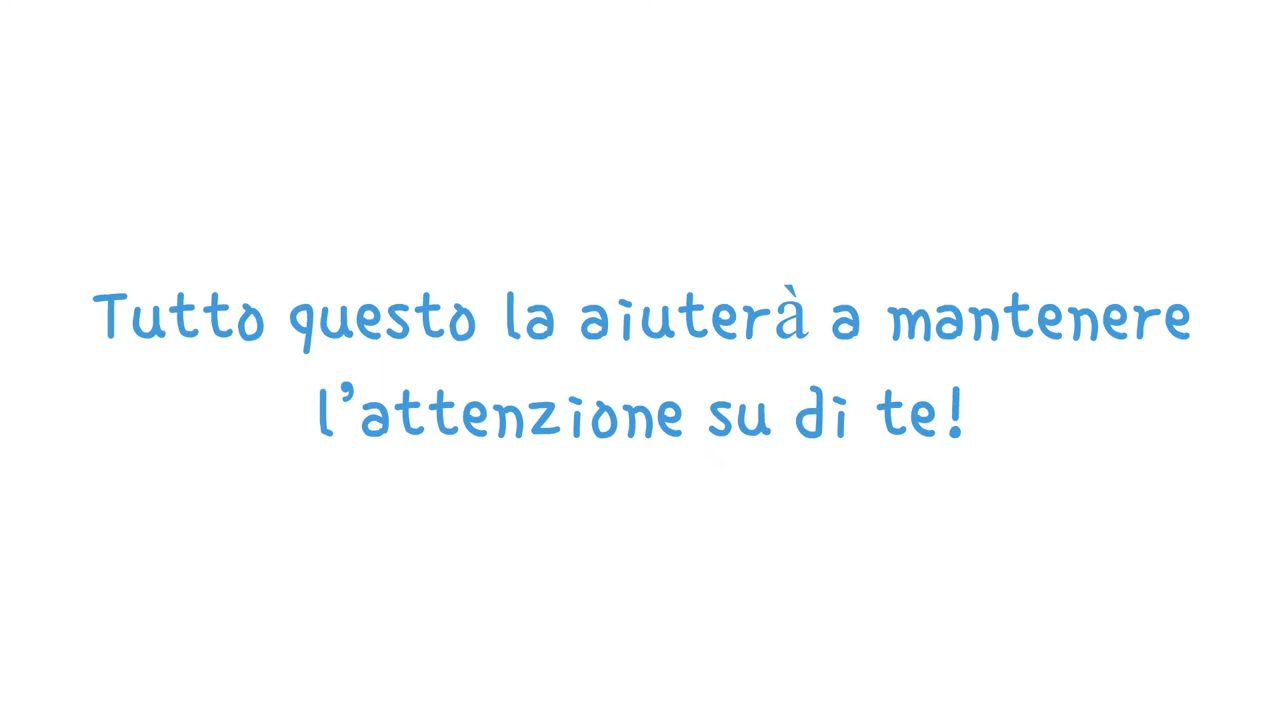 Tutto questo la aiuterà a mantenere
l’attenzione su di te!